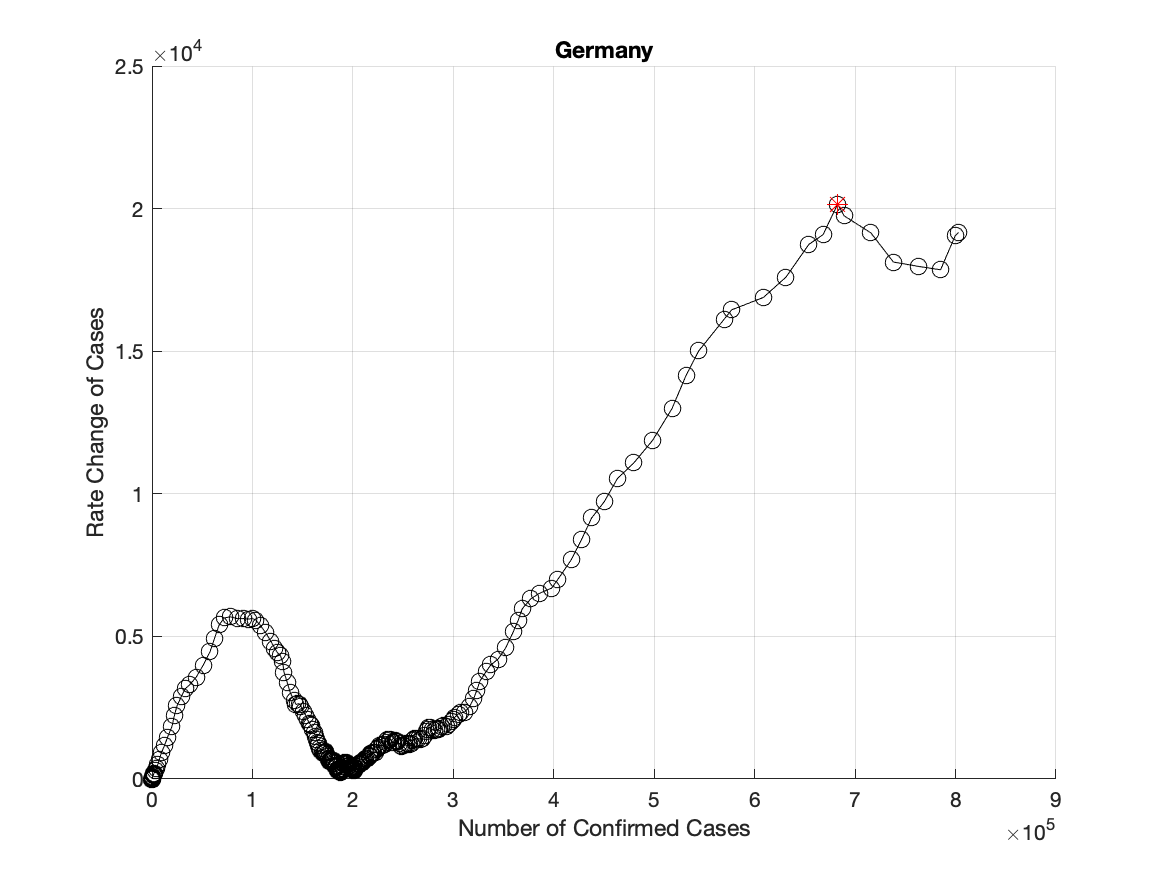 Germany
×10^4
2.5
2
1.5
1
0.5
0
Rate Change of Cases
0 1 2 3 4 5 6 7 8 9
Number of Confirmed Cases
×10^5